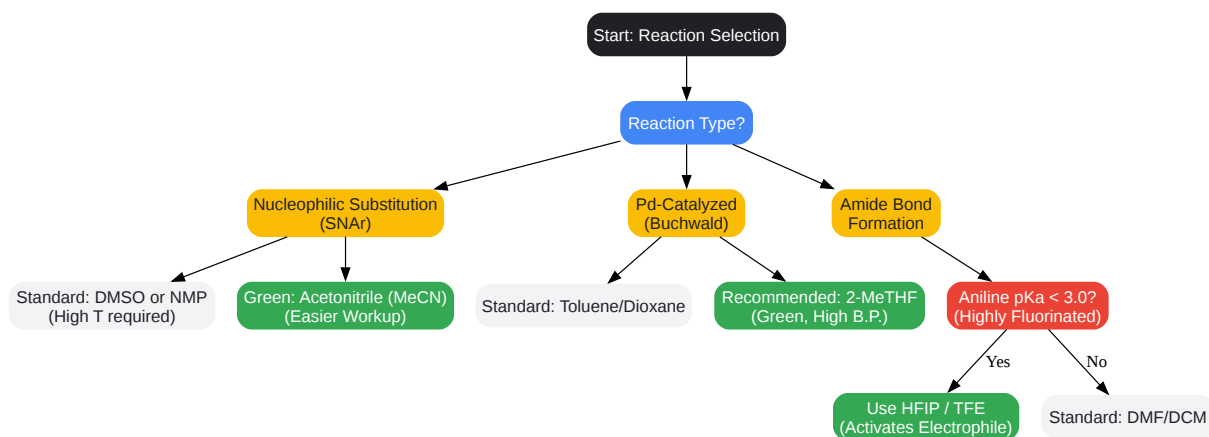 Start: Reaction Selection
Reaction Type?
Nucleophilic Substitution
(SNAr)
Pd-Catalyzed
(Buchwald)
Amide Bond
Formation
Standard: DMSO or NMP
(High T required)
Green: Acetonitrile (MeCN)
(Easier Workup)
Standard: Toluene/Dioxane
Recommended: 2-MeTHF
(Green, High B.P.)
Aniline pKa < 3.0?
(Highly Fluorinated)
Yes
No
Use HFIP / TFE
(Activates Electrophile)
Standard: DMF/DCM